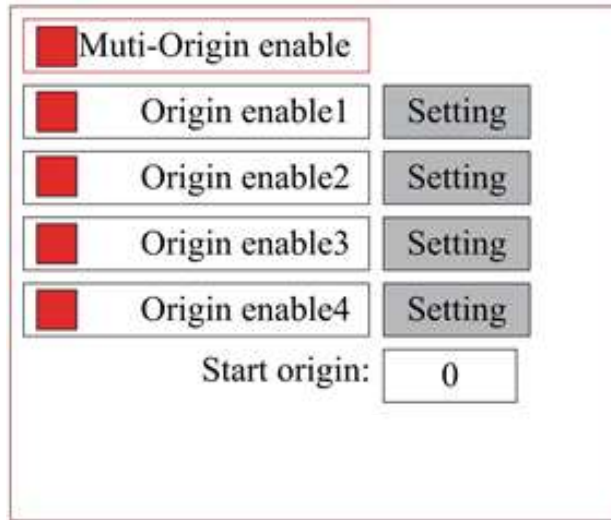 Muti-Origin enable
Origin enable1 Setting
Origin enable2 Setting
Origin enable3 Setting
Origin enable4 Setting
Start origin: 0